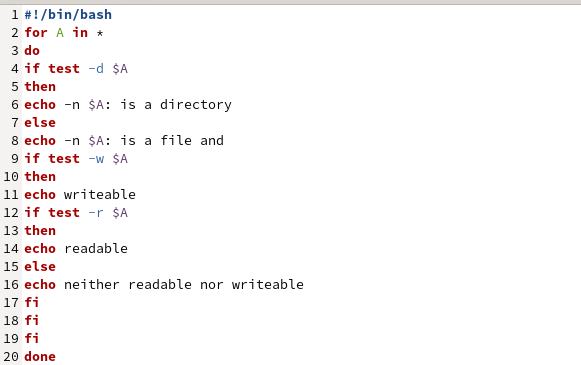 1 #!/bin/bash
2 for A in *
3 do
4 if test -d $A
5 then
6 echo -n $A: is a directory
7 else
8 echo -n $A: is a file and
9 if test -w $A
10 then
11 echo writeable
12 if test -r $A
13 then
14 echo readable
15 else
16 echo neither readable nor writeable
17 fi
18 fi
19 fi
20 done